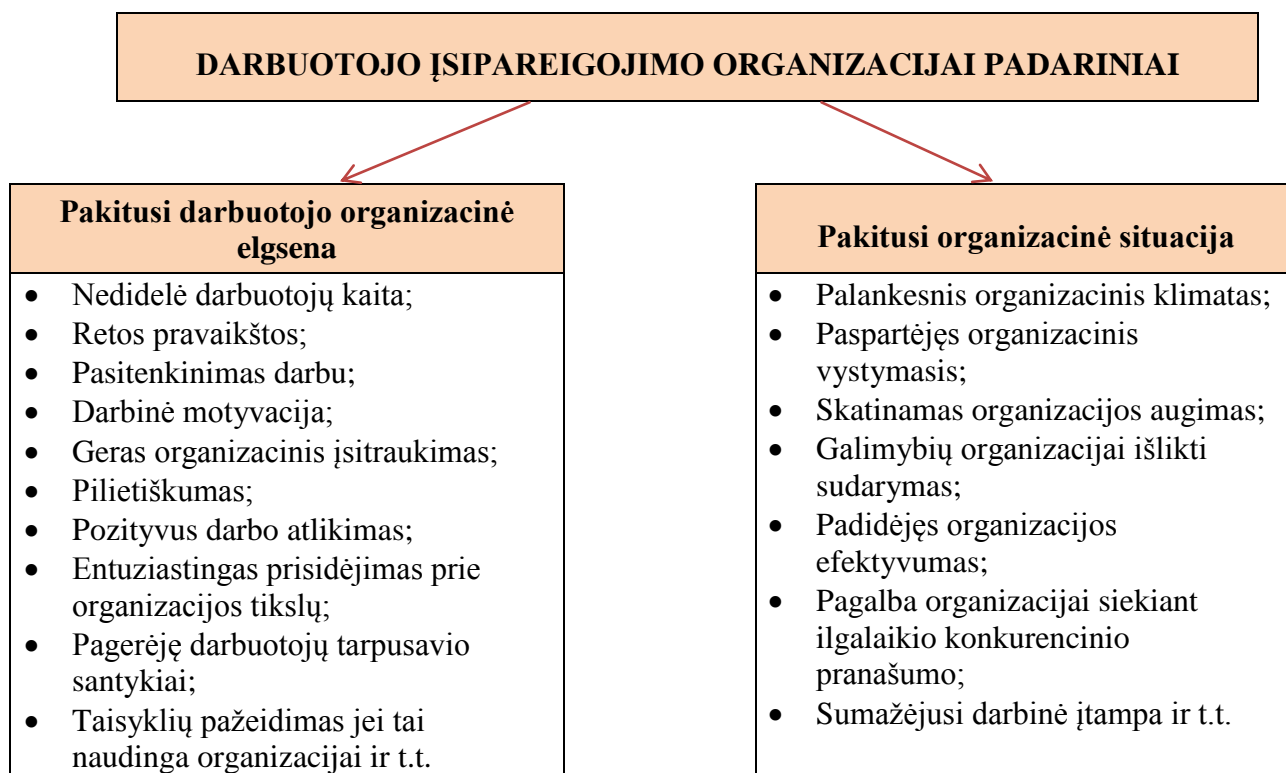 DARBUOTOJO ĮSIPAREIGOJIMO ORGANIZACIJAI PADARINIAI
Pakitusi darbuotojo organizacinė
elgsena
• Nedidelė darbuotojų kaita;
• Retos pravaikštos;
• Pasitenkinimas darbu;
• Darbinė motyvacija;
• Geras organizacinis įsitraukimas;
• Pilietiškumas;
• Pozityvus darbo atlikimas;
• Entuziastingas prisidėjimas prie
organizacijos tikslų;
• Pagerėję darbuotojų tarpusavio
santykiai;
• Taisyklių pažeidimas jei tai
naudinga organizacijai ir t.t.
Pakitusi organizacinė situacija
• Palankesnis organizacinis klimatas;
• Paspartėjęs organizacinis
vystymasis;
• Skatinamas organizacijos augimas;
• Galimybių organizacijai išlikti
sudarymas;
• Padidėjęs organizacijos
efektyvumas;
• Pagalba organizacijai siekiant
ilgalaikio konkurencinio
pranašumo;
• Sumažėjusi darbinė įtampa ir t.t.